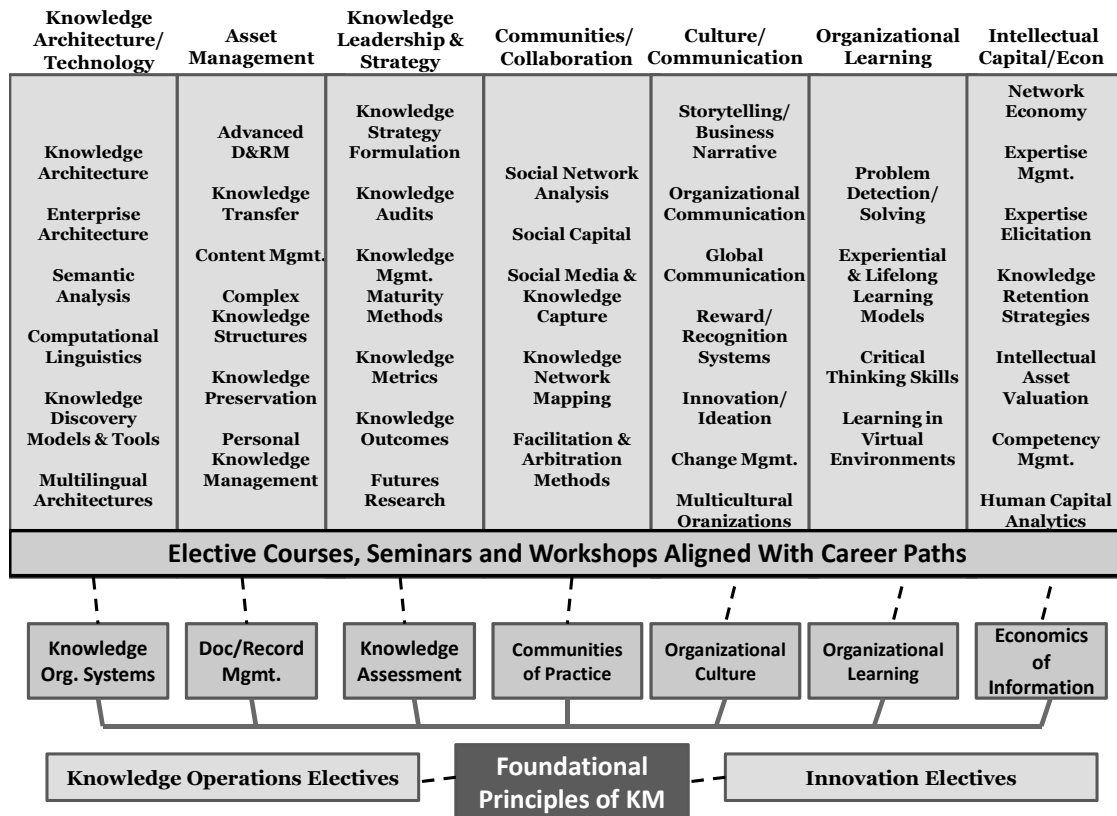 Knowledge
Architecture/
Technology
Asset
Management
Knowledge
Leadership &
Strategy
Communities/
Collaboration
Culture/
Communication
Organizational
Learning
Intellectual
Capital/Econ
Knowledge
Architecture
Enterprise
Architecture
Semantic
Analysis
Computational
Linguistics
Knowledge
Discovery
Models & Tools
Multilingual
Architectures
Advanced
D&RM
Knowledge
Transfer
Content Mgmt.
Complex
Knowledge
Structures
Knowledge
Preservation
Personal
Knowledge
Management
Knowledge
Strategy
Formulation
Knowledge
Audits
Knowledge
Mgmt.
Maturity
Methods
Knowledge
Metrics
Knowledge
Outcomes
Futures
Research
Social Network
Analysis
Social Capital
Social Media &
Knowledge
Capture
Knowledge
Network
Mapping
Facilitation &
Arbitration
Methods
Storytelling/
Business
Narrative
Organizational
Communication
Global
Communication
Reward/
Recognition
Systems
Innovation/
Ideation
Change Mgmt.
Multicultural
Oranizations
Problem
Detection/
Solving
Experiential
& Lifelong
Learning
Models
Critical
Thinking Skills
Learning in
Virtual
Environments
Network
Economy
Expertise
Mgmt.
Expertise
Elicitation
Knowledge
Retention
Strategies
Intellectual
Asset
Valuation
Competency
Mgmt.
Human Capital
Analytics
Elective Courses, Seminars and Workshops Aligned With Career Paths
Knowledge
Org. Systems
Doc/Record
Mgmt.
Knowledge
Assessment
Communities
of Practice
Organizational
Culture
Organizational
Learning
Economics
of
Information
Knowledge Operations Electives
Foundational
Principles of KM
Innovation Electives